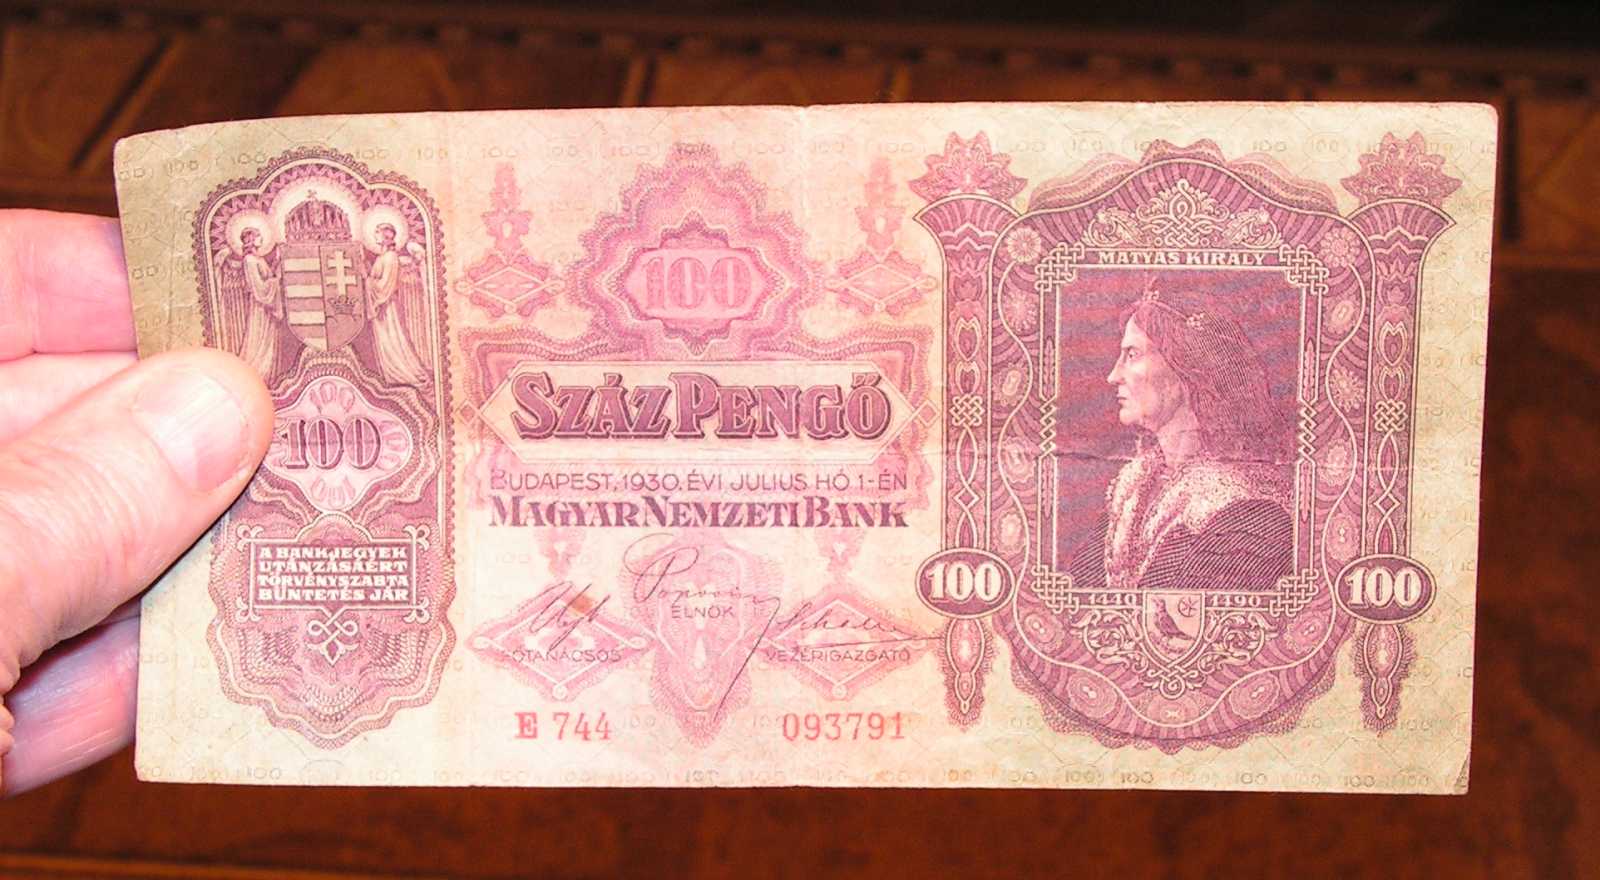 100
SZÁZ PENGŐ
BUDAPEST, 1930. ÉVI JULIUS HÓ 1-ÉN
MAGYAR NEMZETI BANK
ELNÖK
FŐTANÁCSOS
VEZÉRIGAZGATÓ
E 744 093791
100
A BANKJEGYEK
UTÁNZÁSAÉRT
TÖRVÉNYSZABTA
BÜNTETÉS JÁR
MÁTYÁS KIRÁLY
100 100
1440 1490